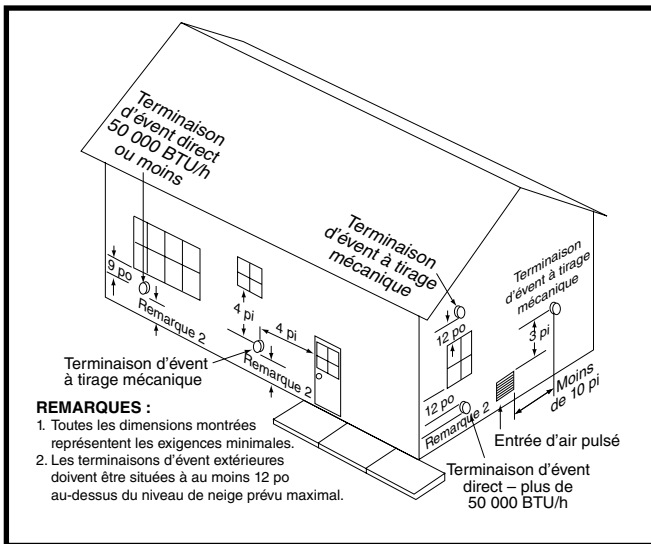 Terminaison
d'évent direct
50 000 BTU/h
ou moins
Terminaison
d'évent à tirage
mécanique
Terminaison
d'évent à tirage
mécanique
9 po
Remarque 2
4 pi
4 pi
Remarque 2
12 po
3 pi
12 po
Remarque 2
Moins
de 10 pi
Terminaison d'évent
à tirage mécanique
Entrée d'air pulsé
Terminaison d'évent
direct – plus de
50 000 BTU/h
REMARQUES :
1. Toutes les dimensions montrées
représentent les exigences minimales.
2. Les terminaisons d'évent extérieures
doivent être situées à au moins 12 po
au-dessus du niveau de neige prévu maximal.